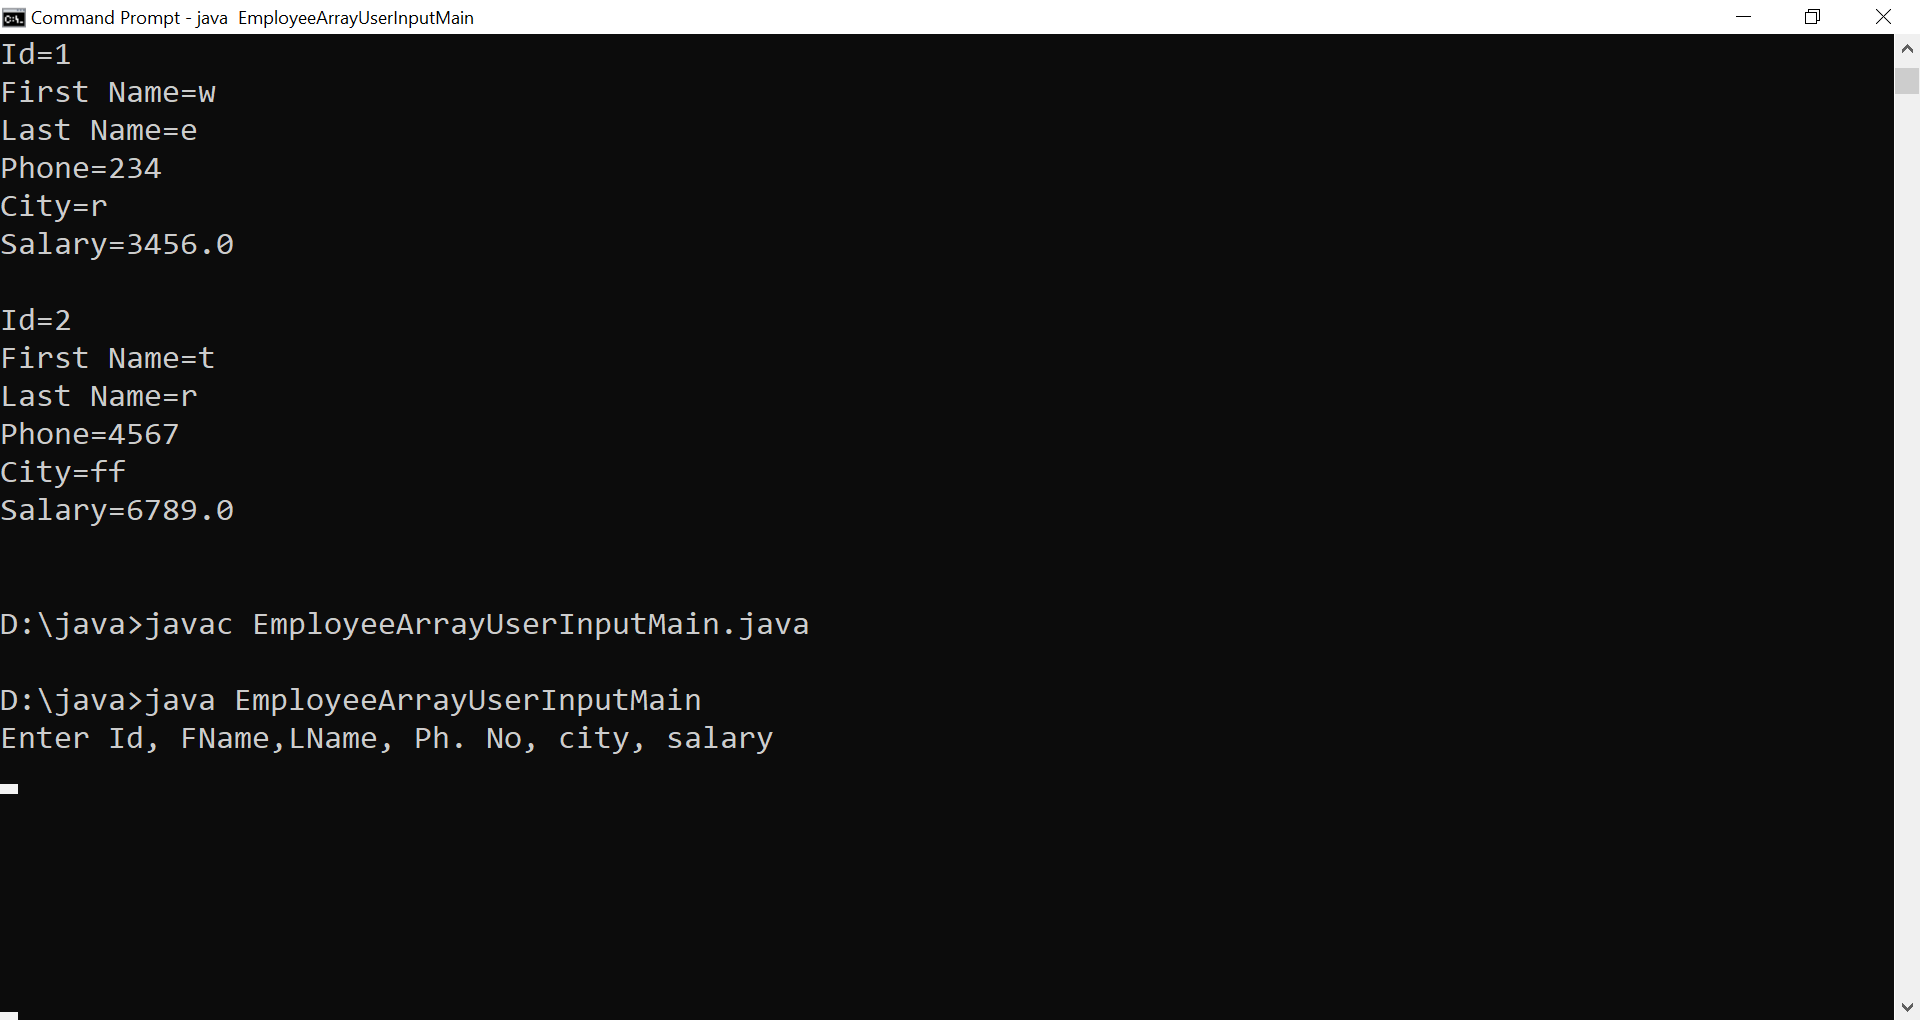 Command Prompt - java  EmployeeArrayUserInputMain
Id=1
First Name=w
Last Name=e
Phone=234
City=r
Salary=3456.0
Id=2
First Name=t
Last Name=r
Phone=4567
City=ff
Salary=6789.0
D:\java>javac EmployeeArrayUserInputMain.java
D:\java>java EmployeeArrayUserInputMain
Enter Id, FName,LName, Ph. No, city, salary